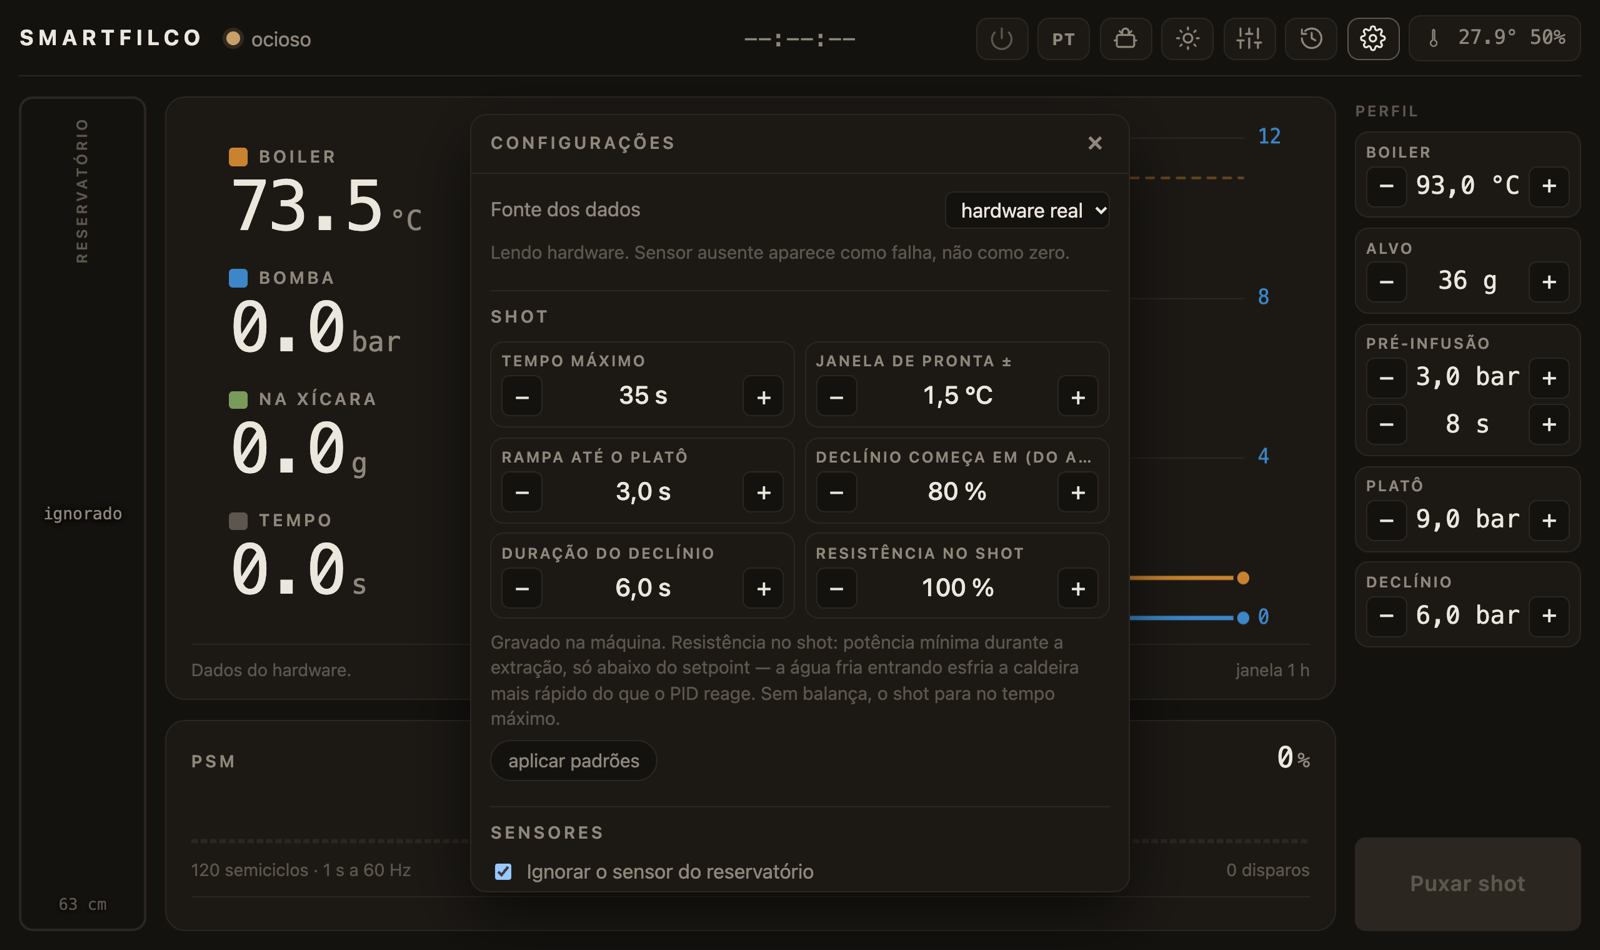 SMARTFILCO
ocioso
--:--:--
PT
27.9° 50%
RESERVATÓRIO
ignorado
63 cm
BOILER
73.5 °C
BOMBA
0.0 bar
NA XÍCARA
0.0 g
TEMPO
0.0 s
Dados do hardware.
12
8
4
0
janela 1 h
PSM
0 %
120 semiciclos · 1 s a 60 Hz
0 disparos
CONFIGURAÇÕES
×
Fonte dos dados
hardware real
Lendo hardware. Sensor ausente aparece como falha, não como zero.
SHOT
TEMPO MÁXIMO
− 35 s +
JANELA DE PRONTA ±
− 1,5 °C +
RAMPA ATÉ O PLATÔ
− 3,0 s +
DECLÍNIO COMEÇA EM (DO A…
− 80 % +
DURAÇÃO DO DECLÍNIO
− 6,0 s +
RESISTÊNCIA NO SHOT
− 100 % +
Gravado na máquina. Resistência no shot: potência mínima durante a
extração, só abaixo do setpoint — a água fria entrando esfria a caldeira
mais rápido do que o PID reage. Sem balança, o shot para no tempo
máximo.
aplicar padrões
SENSORES
Ignorar o sensor do reservatório
PERFIL
BOILER
− 93,0 °C +
ALVO
− 36 g +
PRÉ-INFUSÃO
− 3,0 bar +
− 8 s +
PLATÔ
− 9,0 bar +
DECLÍNIO
− 6,0 bar +
Puxar shot